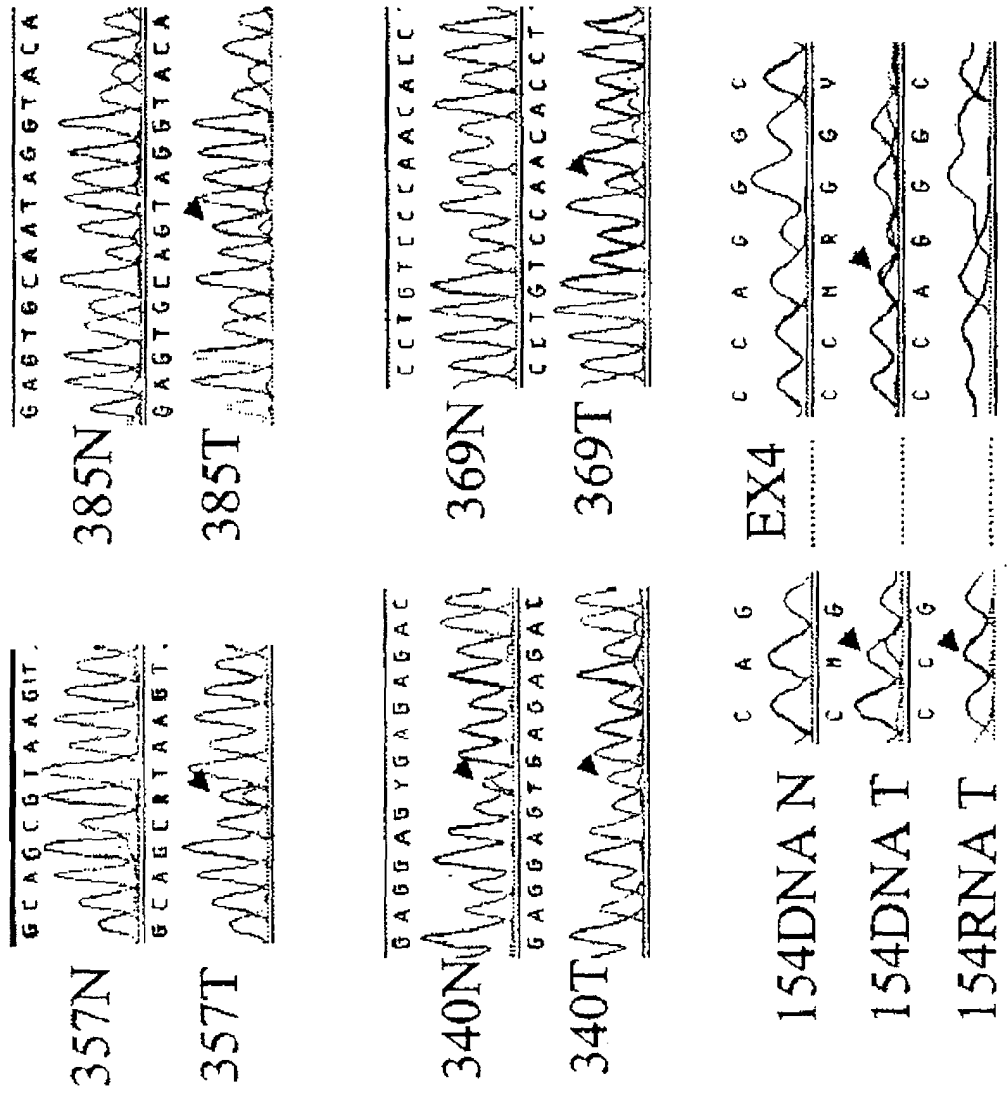 GCAGCGTAAGT.
357N
GCAGCRTAAGT.
357T
GAGTGCAATAGGTACA
385N
GAGTGCAGTAGGTACA
385T
GAGGAGYGAGAGAC
340N
GAGGAGTGAGAGAC
340T
CCTGTCCCAACACC
369N
CCTGTCCAACACCT
369T
EX4
CAG CCAGGGC
154DNA N
CMG CCMRGGV
154DNA T
CCG CCAGGGC
154RNA T